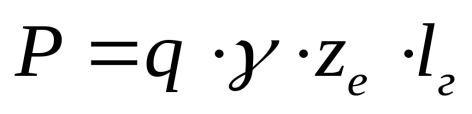 P = q · γ · z_e · l_г